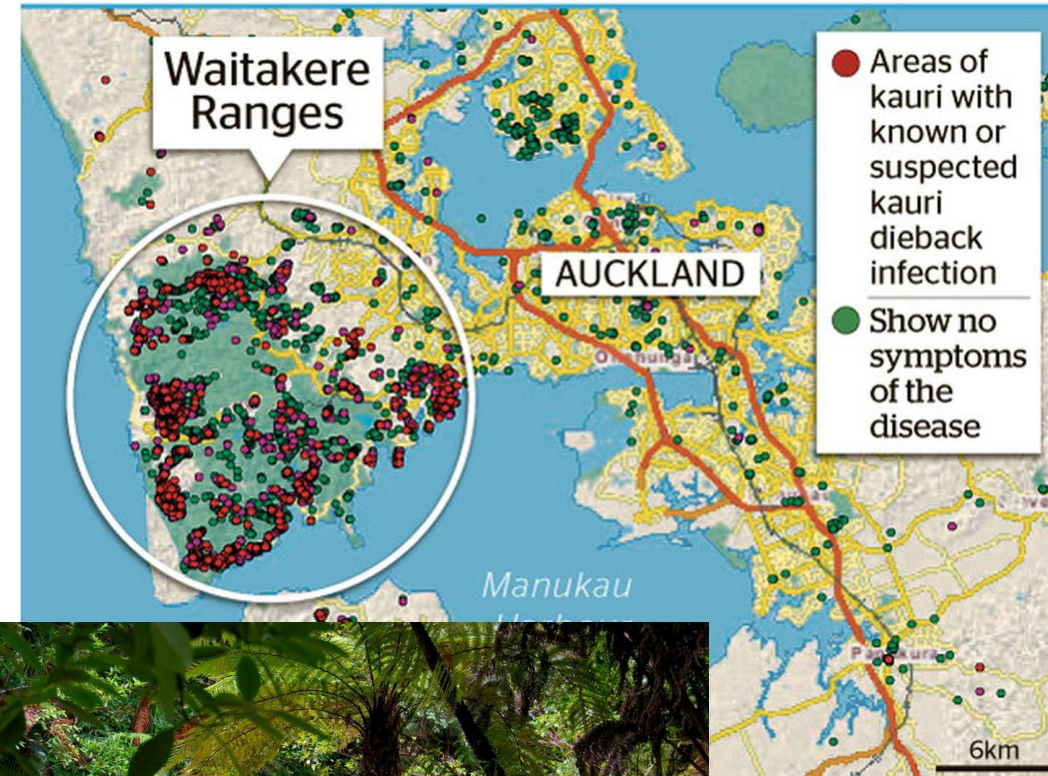 Waitakere
Ranges
Areas of
kauri with
known or
suspected
kauri
dieback
infection
AUCKLAND
Show no
symptoms
of the
disease
Manukau
6km